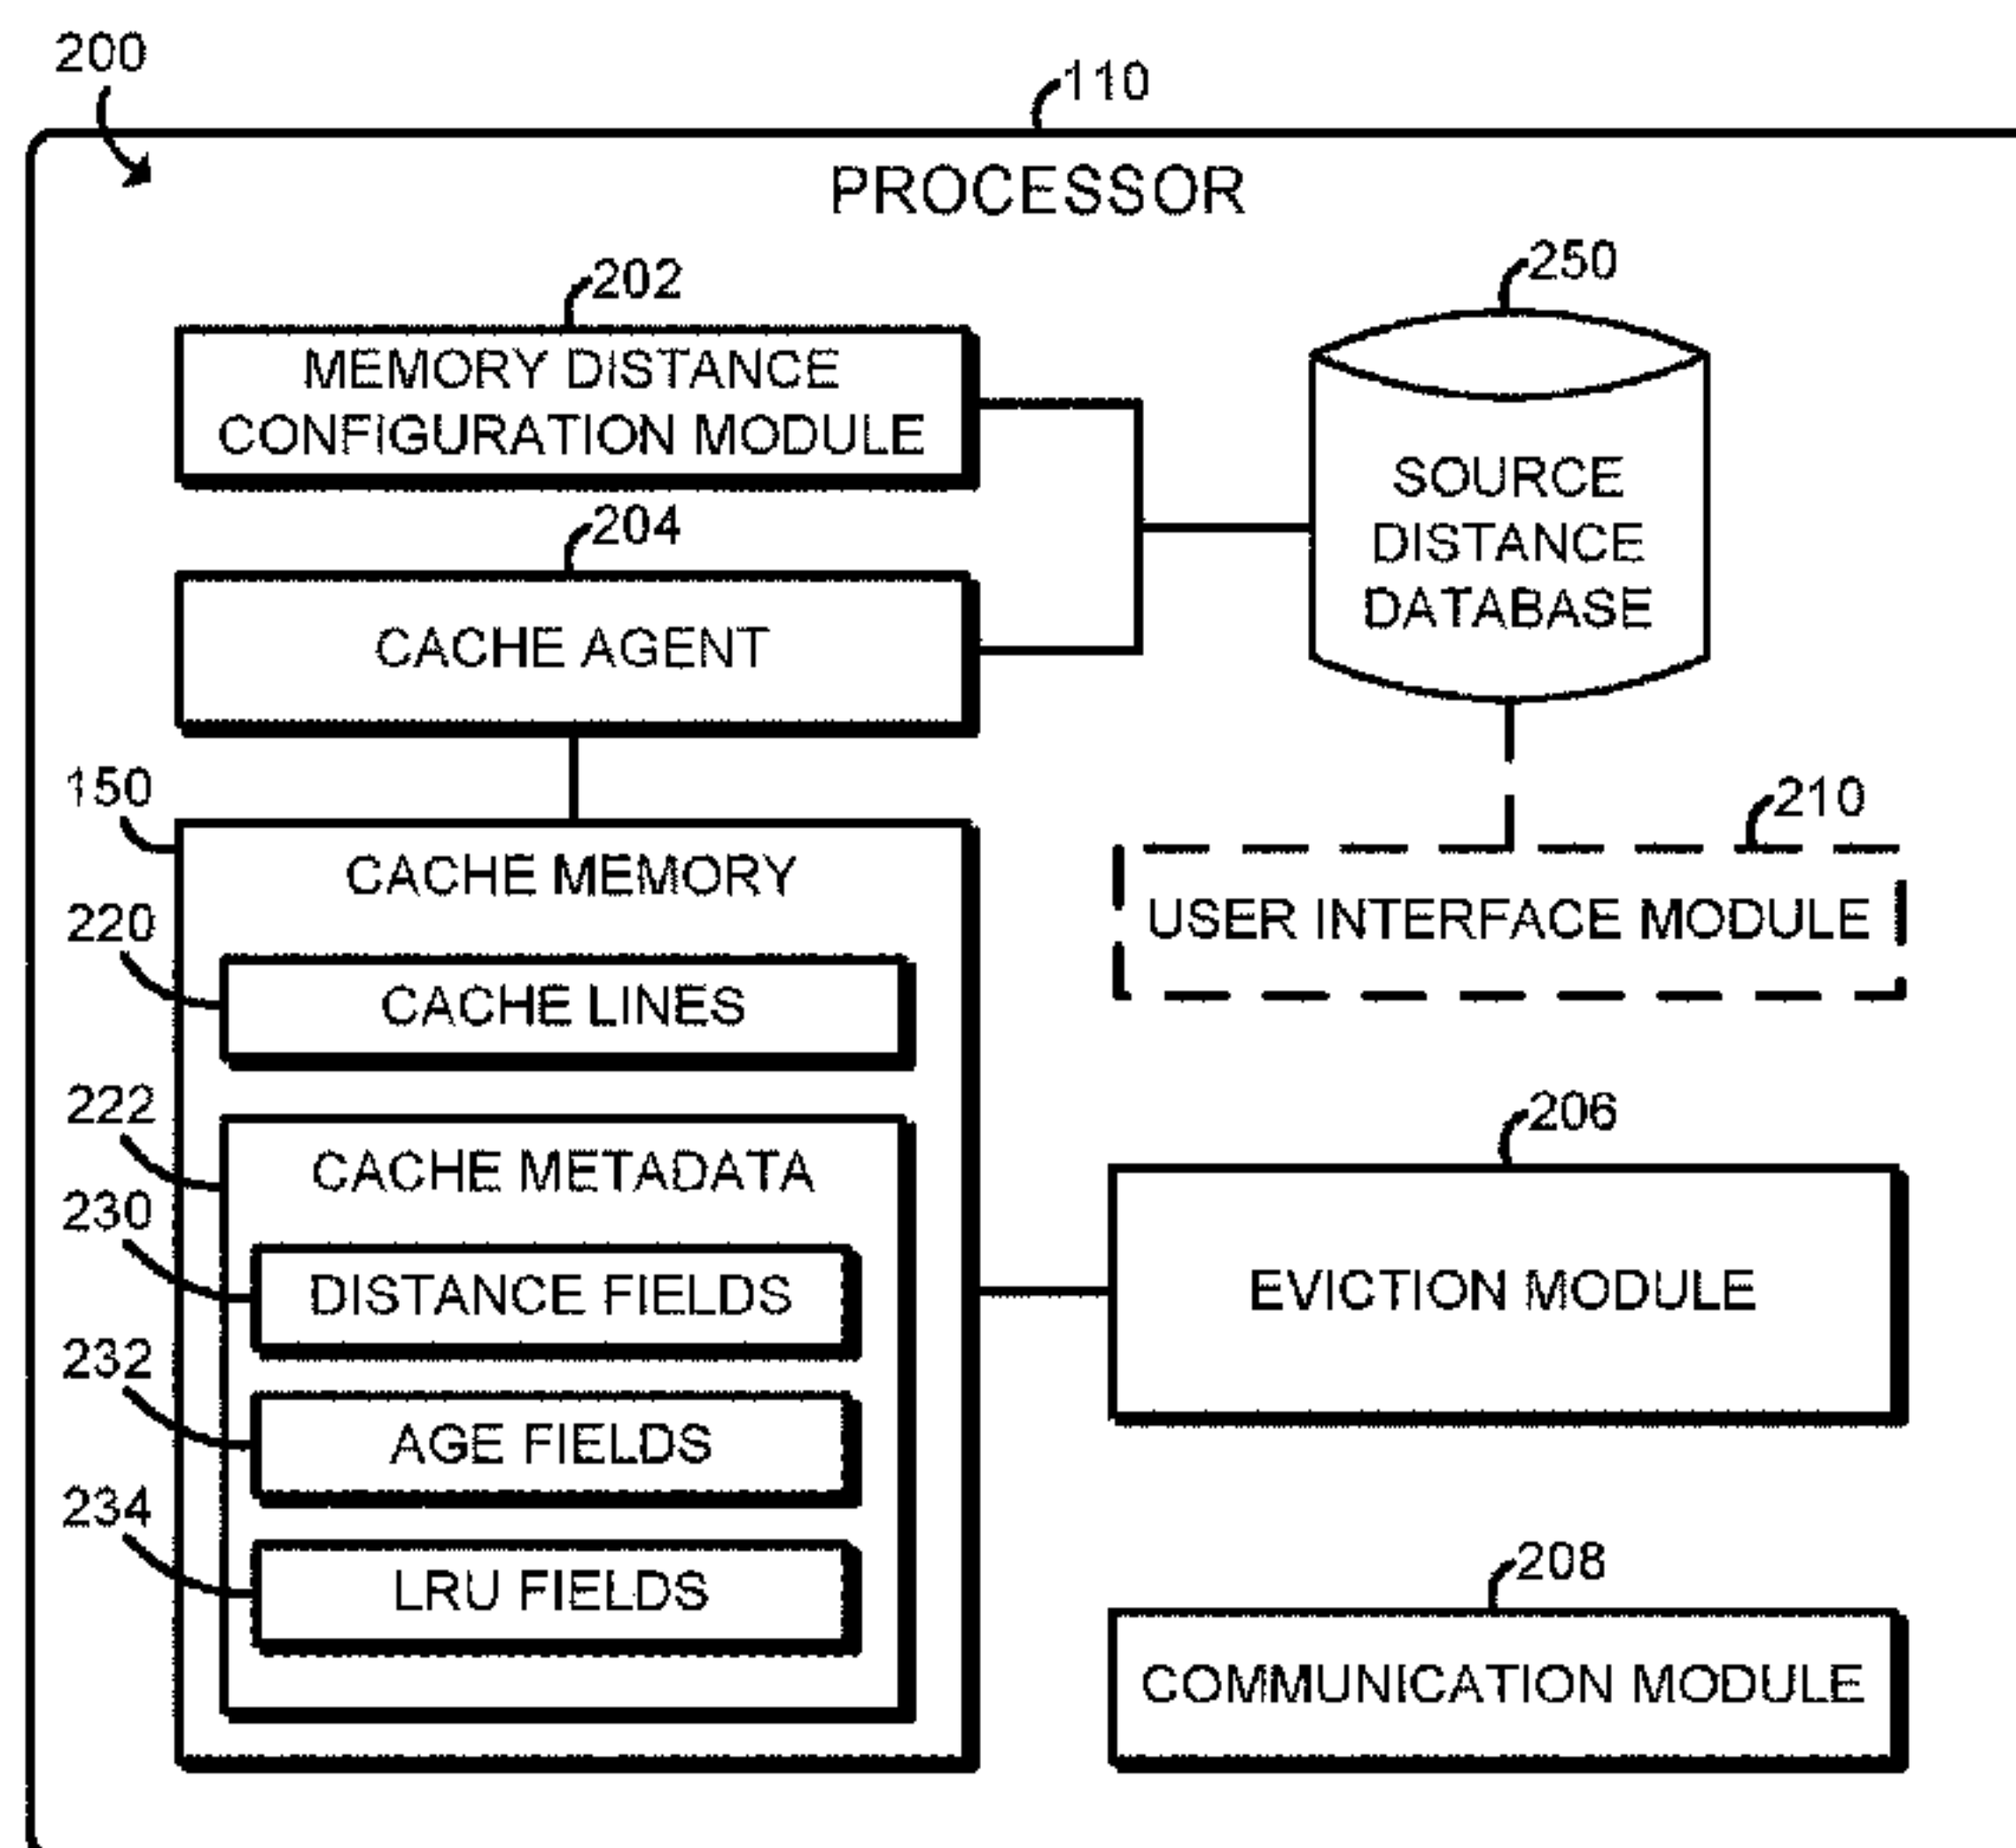 200
110
PROCESSOR
202
250
MEMORY DISTANCE
CONFIGURATION MODULE
SOURCE
DISTANCE
DATABASE
204
CACHE AGENT
150
210
CACHE MEMORY
USER INTERFACE MODULE
220
CACHE LINES
222
206
CACHE METADATA
230
DISTANCE FIELDS
EVICTION MODULE
232
AGE FIELDS
234
208
LRU FIELDS
COMMUNICATION MODULE